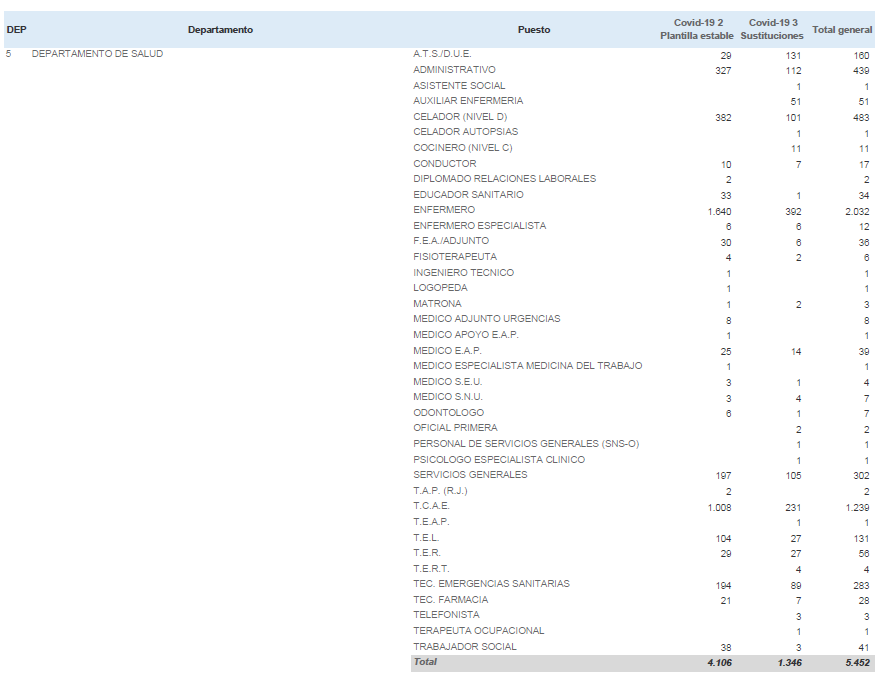 Covid-19 2 Covid-19 3
DEP Departamento Puesto Plantilla estable Sustituciones Total general
5 DEPARTAMENTO DE SALUD A.T.S./D.U.E. 29 131 160
ADMINISTRATIVO 327 112 439
ASISTENTE SOCIAL 1 1
AUXILIAR ENFERMERIA 51 51
CELADOR (NIVEL D) 382 101 483
CELADOR AUTOPSIAS 1 1
COCINERO (NIVEL C) 11 11
CONDUCTOR 10 7 17
DIPLOMADO RELACIONES LABORALES 2 2
EDUCADOR SANITARIO 33 1 34
ENFERMERO 1.640 392 2.032
ENFERMERO ESPECIALISTA 6 6 12
F.E.A./ADJUNTO 30 6 36
FISIOTERAPEUTA 4 2 6
INGENIERO TECNICO 1 1
LOGOPEDA 1 1
MATRONA 1 2 3
MEDICO ADJUNTO URGENCIAS 8 8
MEDICO APOYO E.A.P. 1 1
MEDICO E.A.P. 25 14 39
MEDICO ESPECIALISTA MEDICINA DEL TRABAJO 1 1
MEDICO S.E.U. 3 1 4
MEDICO S.N.U. 3 4 7
ODONTOLOGO 6 1 7
OFICIAL PRIMERA 2 2
PERSONAL DE SERVICIOS GENERALES (SNS-O) 1 1
PSICOLOGO ESPECIALISTA CLINICO 1 1
SERVICIOS GENERALES 197 105 302
T.A.P. (R.J.) 2 2
T.C.A.E. 1.008 231 1.239
T.E.A.P. 1 1
T.E.L. 104 27 131
T.E.R. 29 27 56
T.E.R.T. 4 4
TEC. EMERGENCIAS SANITARIAS 194 89 283
TEC. FARMACIA 21 7 28
TELEFONISTA 3 3
TERAPEUTA OCUPACIONAL 1 1
TRABAJADOR SOCIAL 38 3 41
Total 4.106 1.346 5.452